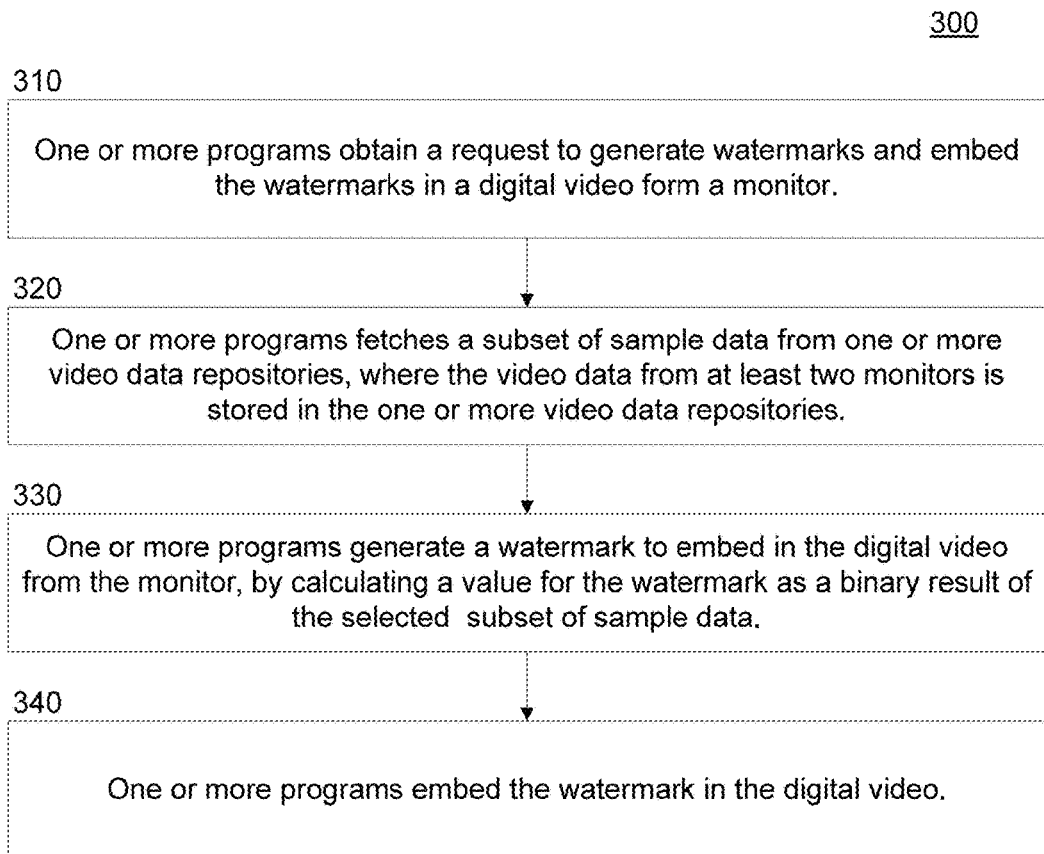 300
310
One or more programs obtain a request to generate watermarks and embed
the watermarks in a digital video form a monitor.
320
One or more programs fetches a subset of sample data from one or more
video data repositories, where the video data from at least two monitors is
stored in the one or more video data repositories.
330
One or more programs generate a watermark to embed in the digital video
from the monitor, by calculating a value for the watermark as a binary result of
the selected subset of sample data.
340
One or more programs embed the watermark in the digital video.